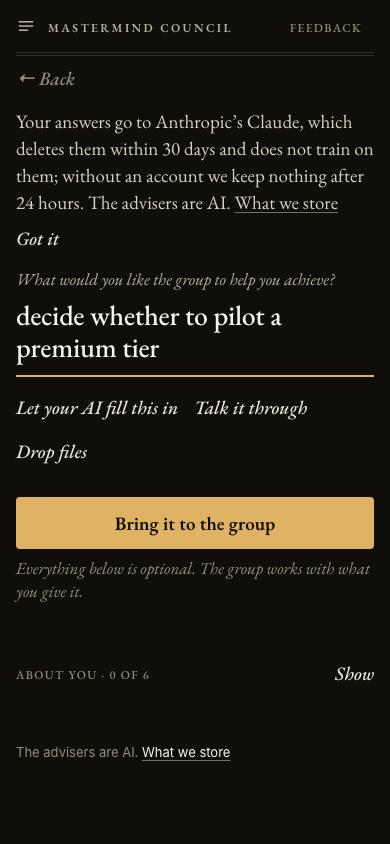 MASTERMIND COUNCIL
FEEDBACK
← Back
Your answers go to Anthropic’s Claude, which
deletes them within 30 days and does not train on
them; without an account we keep nothing after
24 hours. The advisers are AI. What we store
Got it
What would you like the group to help you achieve?
decide whether to pilot a
premium tier
Let your AI fill this in
Talk it through
Drop files
Bring it to the group
Everything below is optional. The group works with what
you give it.
ABOUT YOU · 0 OF 6
Show
The advisers are AI. What we store